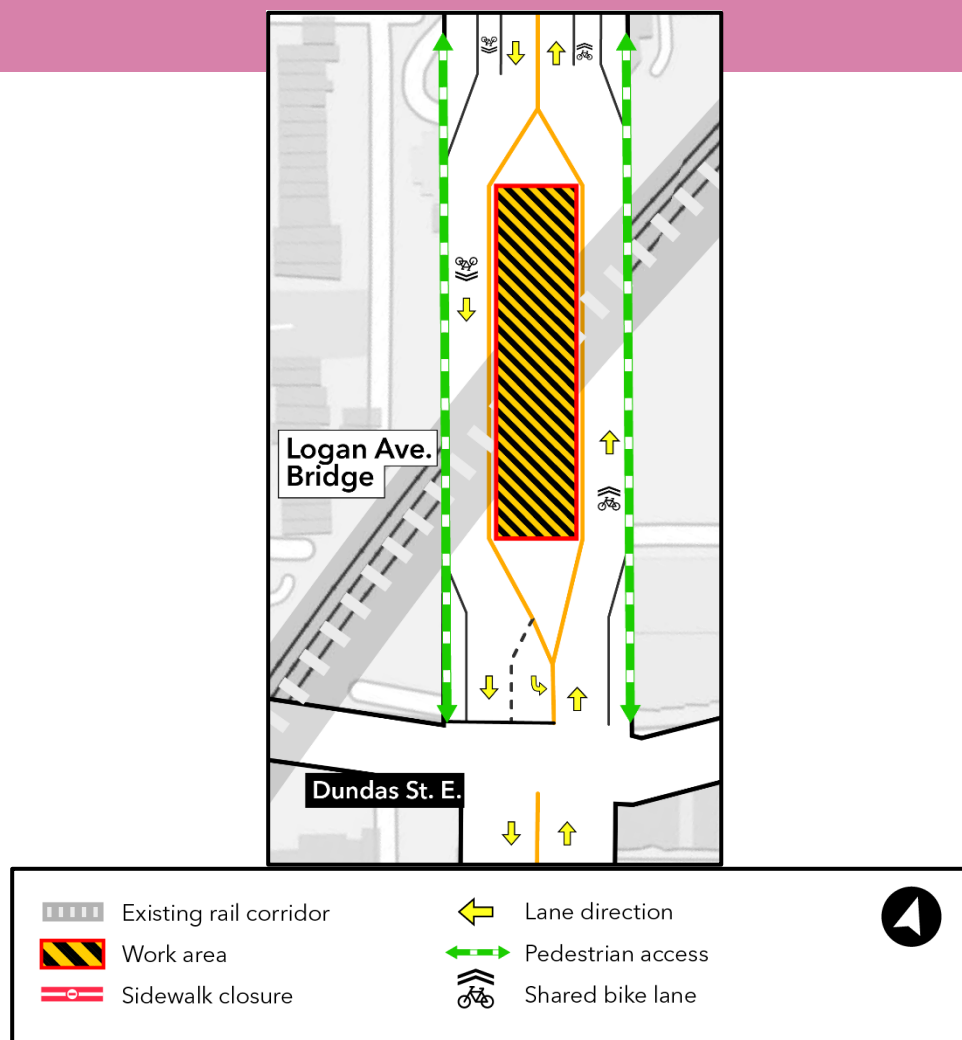 Logan Ave.
Bridge
Dundas St. E.
Existing rail corridor
Work area
Sidewalk closure
Lane direction
Pedestrian access
Shared bike lane